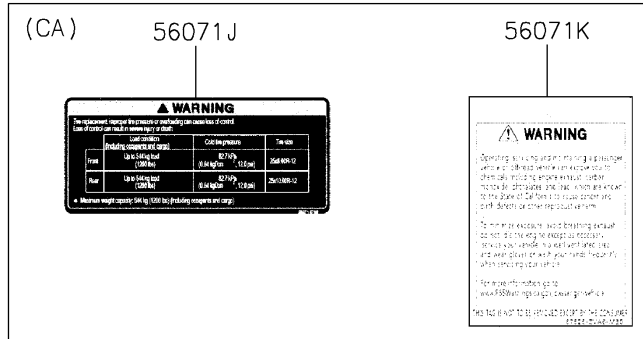 (CA)
56071J
56071K
WARNING
Tire replacement, improper tire pressure or overloading can cause loss of control.
Loss of control can result in severe injury or death.
Load condition
(including occupants and cargo)
Cold tire pressure
Tire size
Front
Up to 544 kg load
(1200 lbs)
82.7 kPa
12.0 psi)
Rear
Up to 544 kg load
(1200 lbs)
82.7 kPa
12.0 psi)
Maximum weight capacity: 544 kg (1200 lbs) (including occupants and cargo)
WARNING
Operating, servicing and maintaining a passenger
vehicle or off-road vehicle can expose you to
chemicals including engine exhaust, carbon
monoxide, phthalates, and lead, which are known
to the State of California to cause cancer and
birth defects or other reproductive harm.
To minimize exposure, avoid breathing exhaust,
do not idle the engine except as necessary,
service your vehicle in a well-ventilated area
and wear gloves or wash your hands frequently
when servicing your vehicle.
For more information go to
www.P65Warnings.ca.gov/passenger-vehicle.
THIS TAG IS NOT TO BE REMOVED EXCEPT BY THE CONSUMER